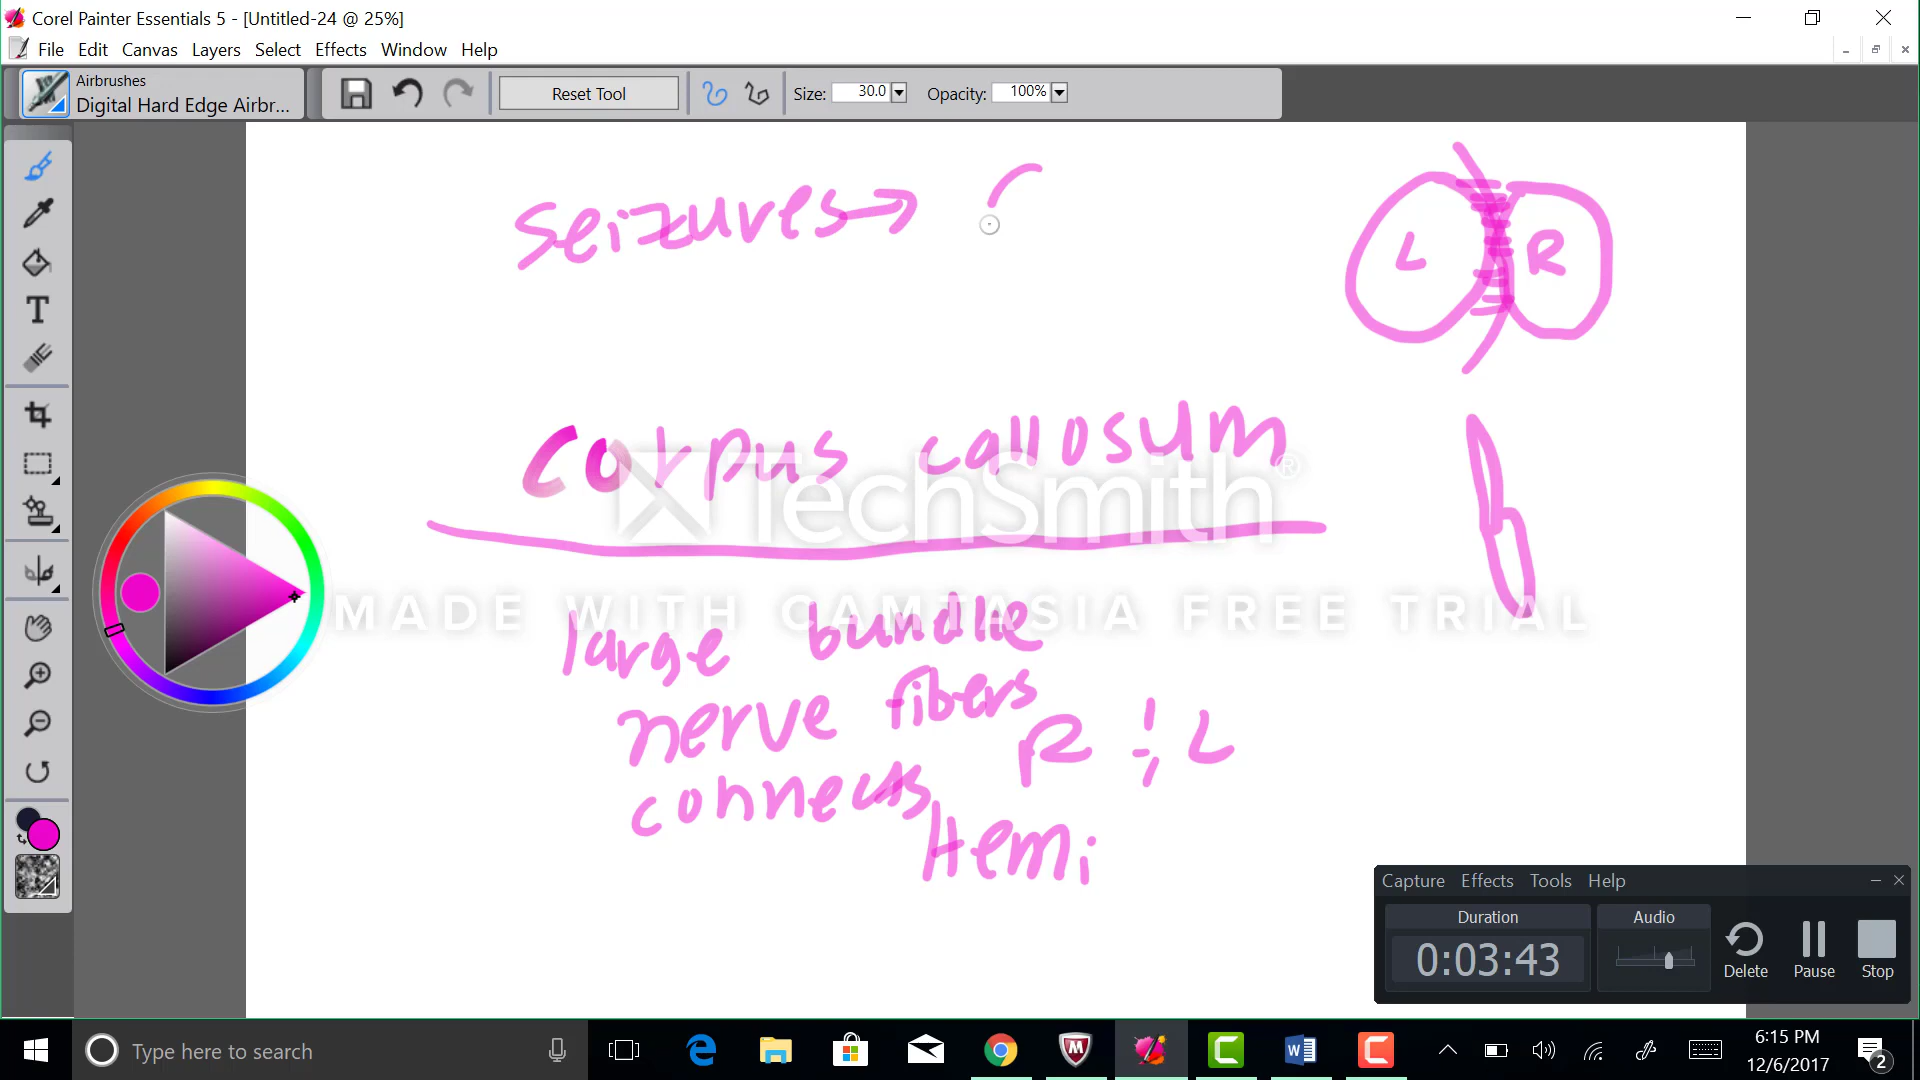 Corel Painter Essentials 5 - [Untitled-24 @ 25%]
File Edit Canvas Layers Select Effects Window Help
Airbrushes
Digital Hard Edge Airbr...
Reset Tool
Size: 30.0 Opacity: 100%
seizures→
L R
Corpus callosum
TechSmith®
MADE WITH CAMTASIA FREE TRIAL
large bundle
nerve fibers
R & L
connects
Hemi
Capture Effects Tools Help
Duration Audio
0:03:43
Delete Pause Stop
Type here to search
6:15 PM
12/6/2017
2